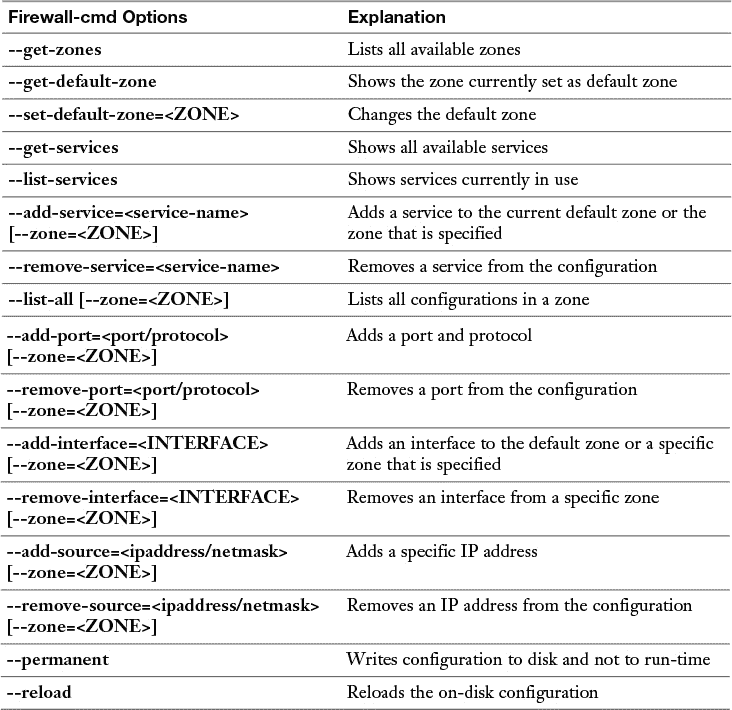 Firewall-cmd Options Explanation
--get-zones Lists all available zones
--get-default-zone Shows the zone currently set as default zone
--set-default-zone=<ZONE> Changes the default zone
--get-services Shows all available services
--list-services Shows services currently in use
--add-service=<service-name> Adds a service to the current default zone or the
[--zone=<ZONE>] zone that is specified
--remove-service=<service-name> Removes a service from the configuration
--list-all [--zone=<ZONE>] Lists all configurations in a zone
--add-port=<port/protocol> Adds a port and protocol
[--zone=<ZONE>]
--remove-port=<port/protocol> Removes a port from the configuration
[--zone=<ZONE>]
--add-interface=<INTERFACE> Adds an interface to the default zone or a specific
[--zone=<ZONE>] zone that is specified
--remove-interface=<INTERFACE> Removes an interface from a specific zone
[--zone=<ZONE>]
--add-source=<ipaddress/netmask> Adds a specific IP address
[--zone=<ZONE>]
--remove-source=<ipaddress/netmask> Removes an IP address from the configuration
[--zone=<ZONE>]
--permanent Writes configuration to disk and not to run-time
--reload Reloads the on-disk configuration